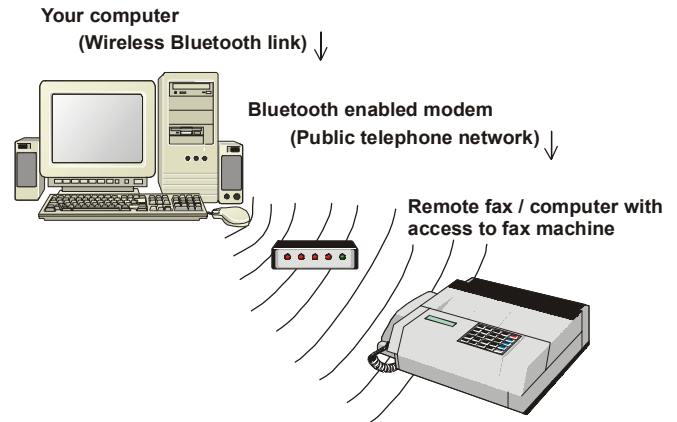 Your computer
(Wireless Bluetooth link)
Bluetooth enabled modem
(Public telephone network)
Remote fax / computer with
access to fax machine